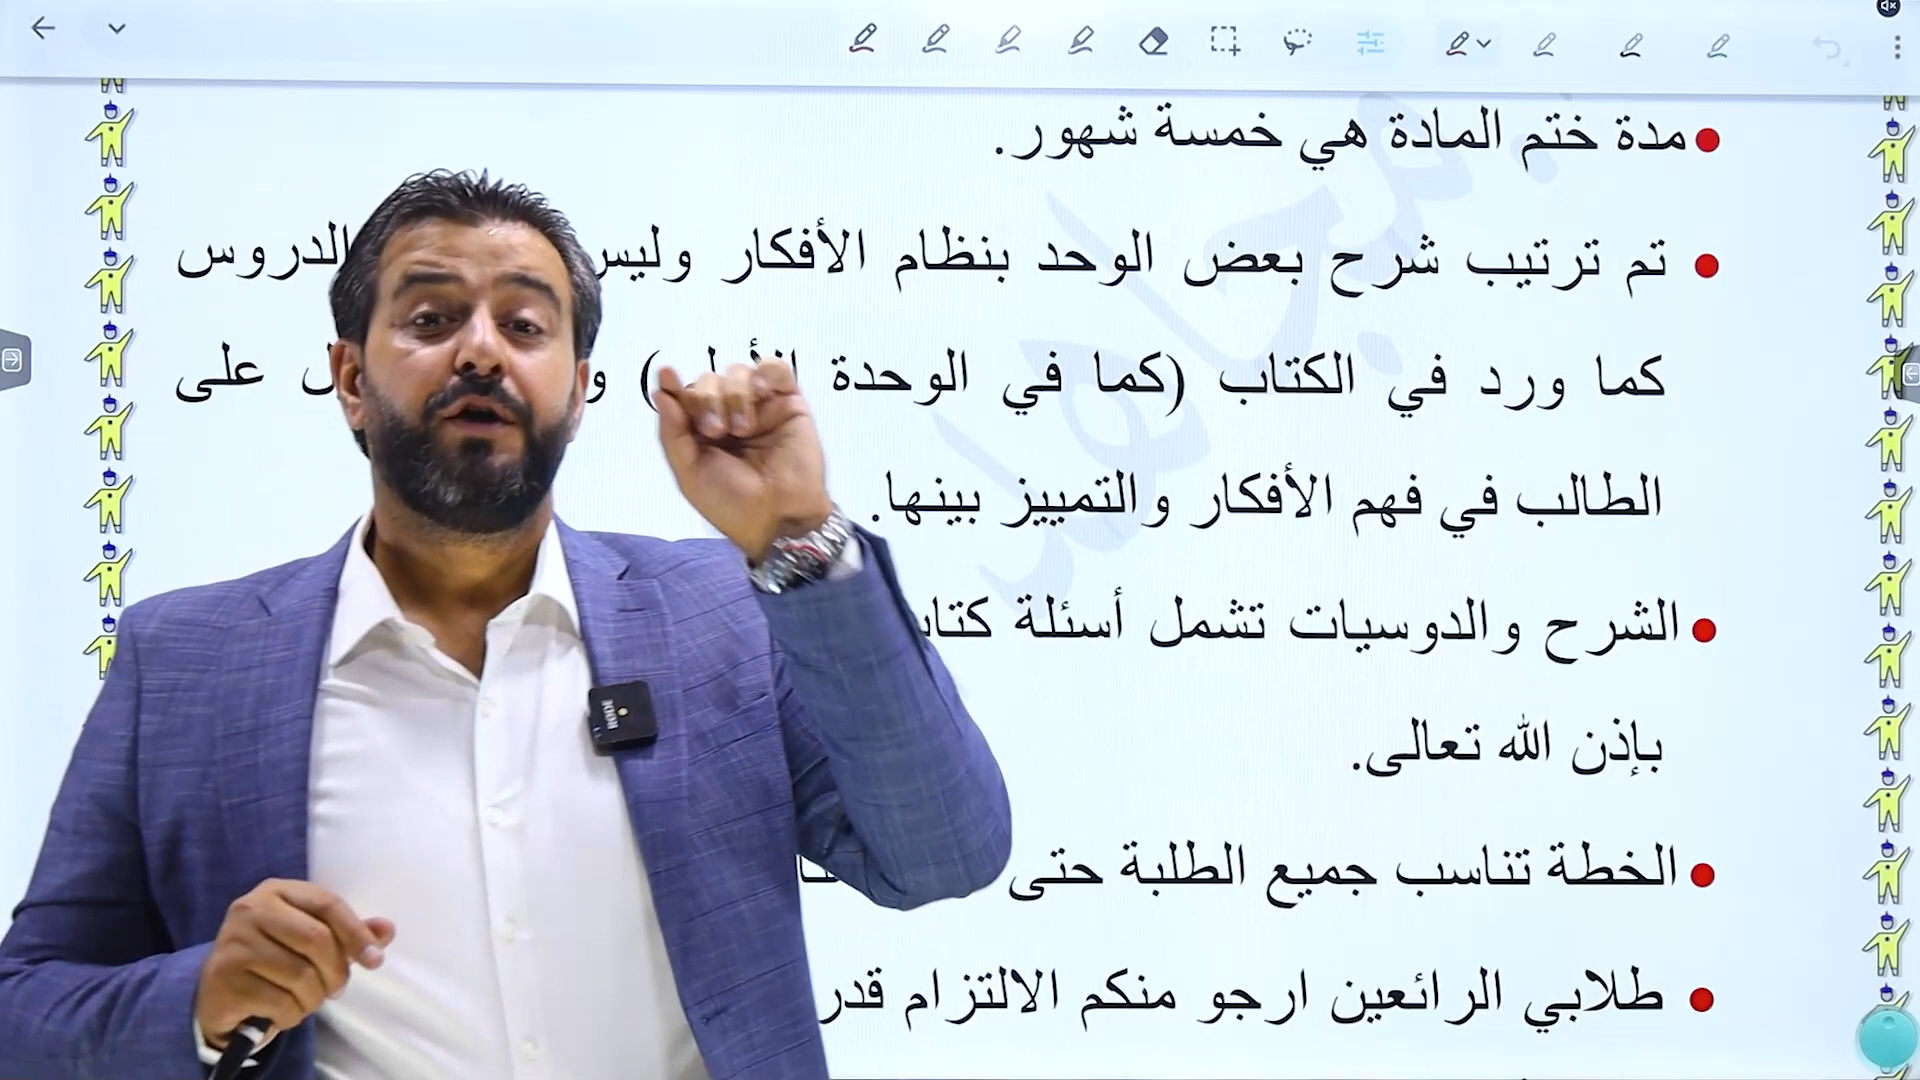 مدة ختم المادة هي خمسة شهور.
تم ترتيب شرح بعض الوحد بنظام الأفكار وليس الدروس
كما ورد في الكتاب (كما في الوحدة على
الطالب في فهم الأفكار والتمييز بينها.
الشرح والدوسيات تشمل أسئلة
بإذن الله تعالى.
الخطة تناسب جميع الطلبة حتى
طلابي الرائعين ارجو منكم الالتزام قدر